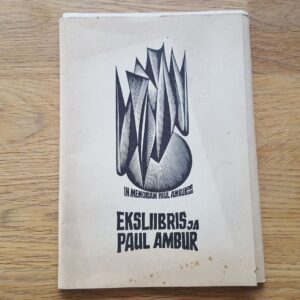 IN MEMORIAM PAUL AMBUR
EKSLIIBRIS JA
PAUL AMBUR